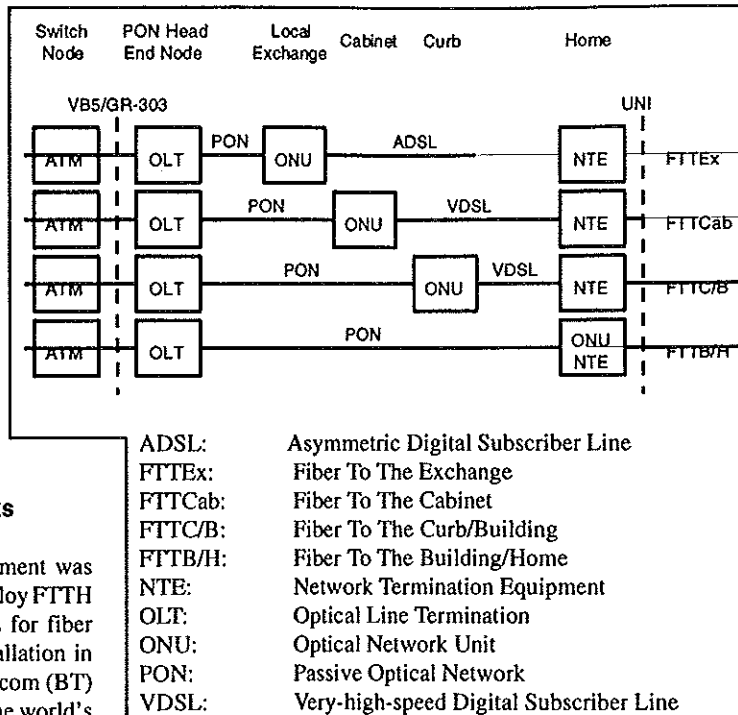 Switch Node
PON Head End Node
Local Exchange
Cabinet
Curb
Home
VB5/GR-303
UNI
ATM OLT PON ONU ADSL NTE FTTEx
ATM OLT PON ONU VDSL NTE FTTCab
ATM OLT PON ONU VDSL NTE FTTC/B
ATM OLT PON ONU NTE FTTB/H
ADSL: Asymmetric Digital Subscriber Line
FTTEx: Fiber To The Exchange
FTTCab: Fiber To The Cabinet
FTTC/B: Fiber To The Curb/Building
FTTB/H: Fiber To The Building/Home
NTE: Network Termination Equipment
OLT: Optical Line Termination
ONU: Optical Network Unit
PON: Passive Optical Network
VDSL: Very-high-speed Digital Subscriber Line
ment was
loy FTTH
for fiber
allation in
com (BT)
he world's